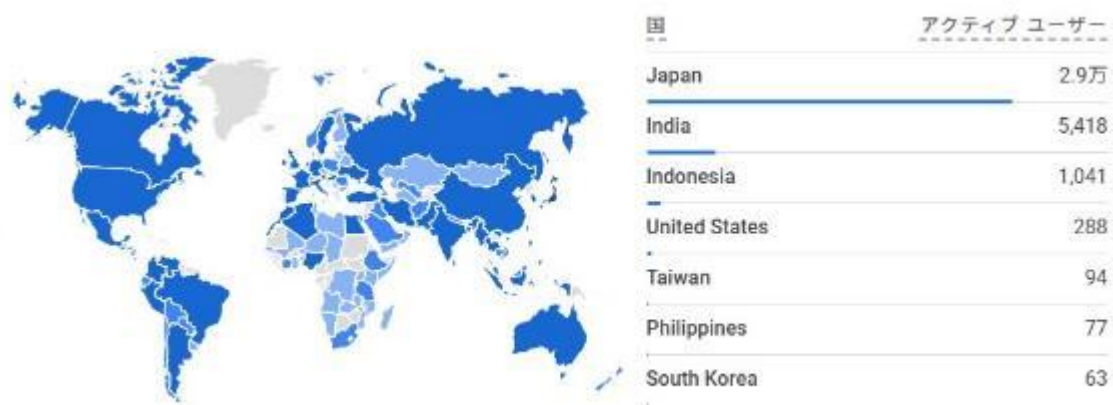 国 アクティブ ユーザー
Japan 2.9万
India 5,418
Indonesia 1,041
United States 288
Taiwan 94
Philippines 77
South Korea 63